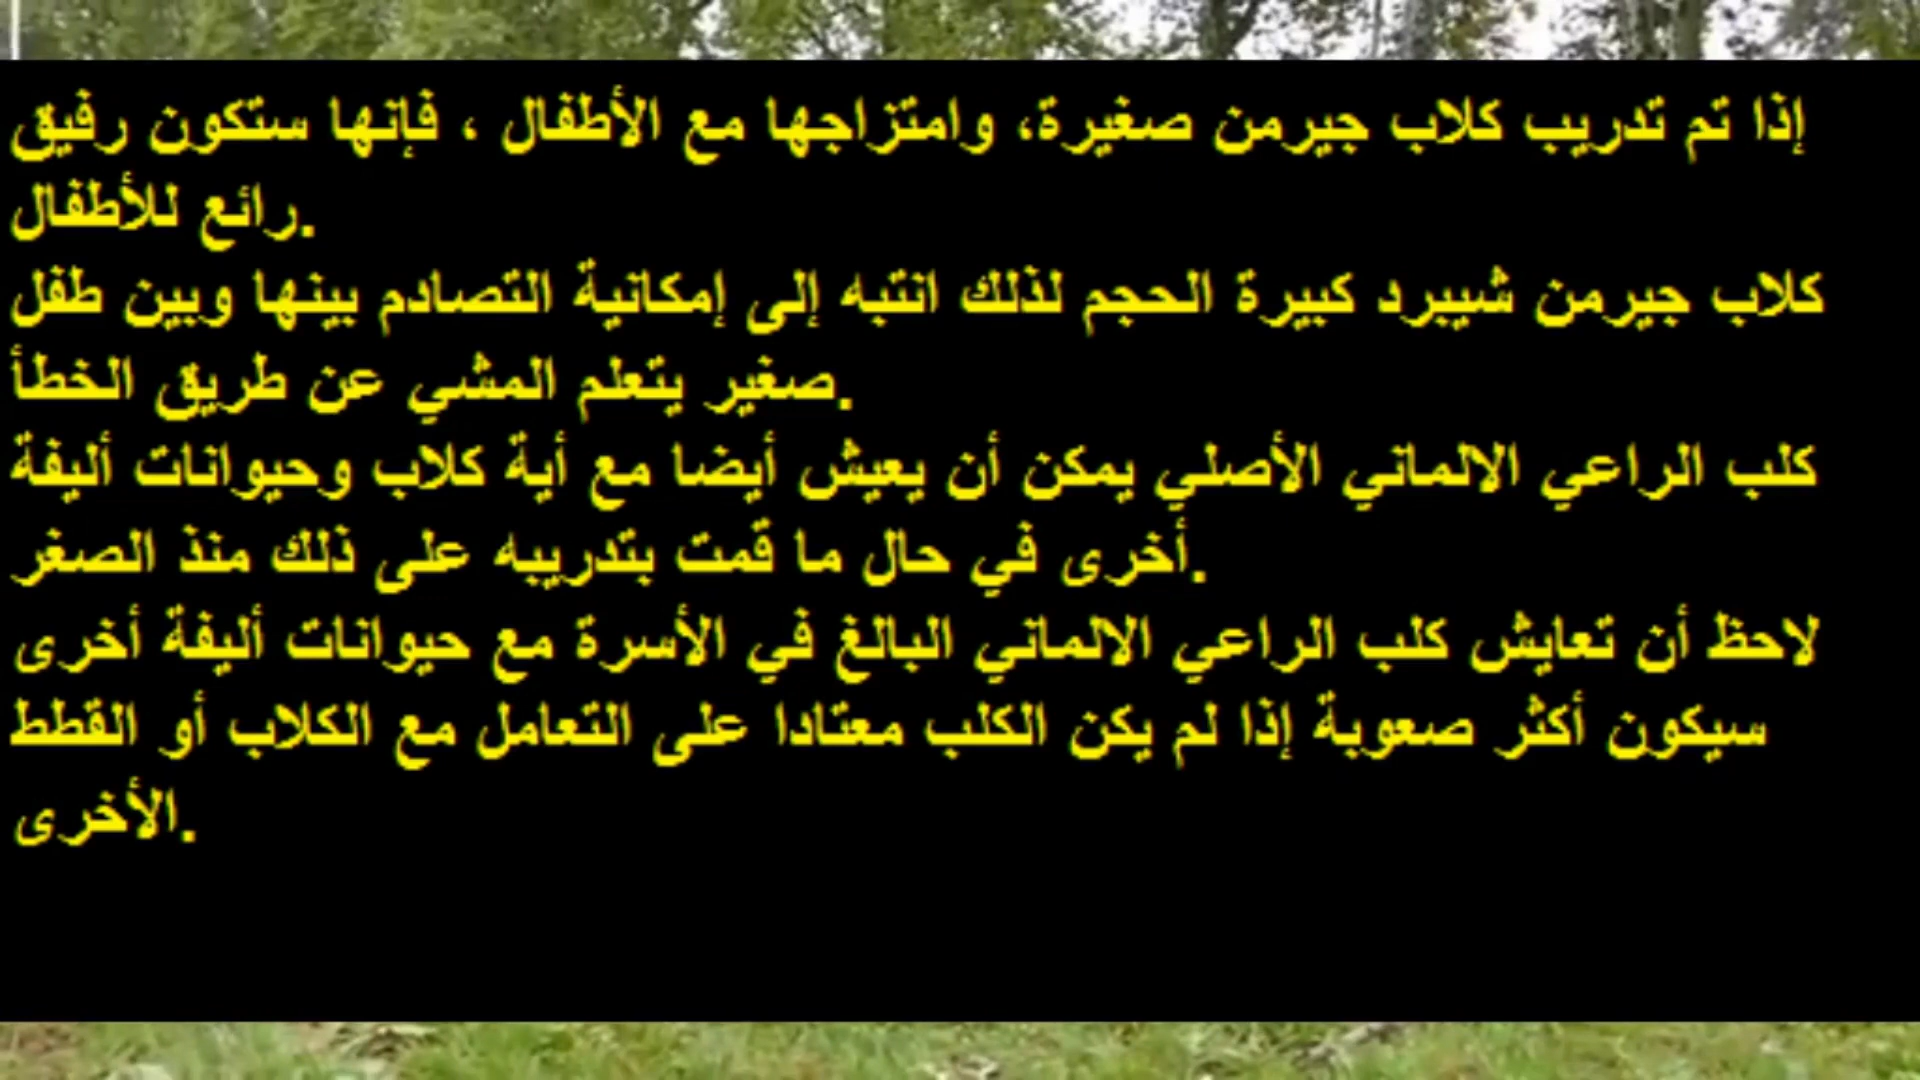 إذا تم تدريب كلاب جيرمن صغيرة، وامتزاجها مع الأطفال ، فإنها ستكون رفيق
رائع للأطفال.
كلاب جيرمن شيبرد كبيرة الحجم لذلك انتبه إلى إمكانية التصادم بينها وبين طفل
صغير يتعلم المشي عن طريق الخطأ.
كلب الراعي الالماني الأصلي يمكن أن يعيش أيضا مع أية كلاب وحيوانات أليفة
أخرى في حال ما قمت بتدريبه على ذلك منذ الصغر.
لاحظ أن تعايش كلب الراعي الالماني البالغ في الأسرة مع حيوانات أليفة أخرى
سيكون أكثر صعوبة إذا لم يكن الكلب معتادا على التعامل مع الكلاب أو القطط
الأخرى.